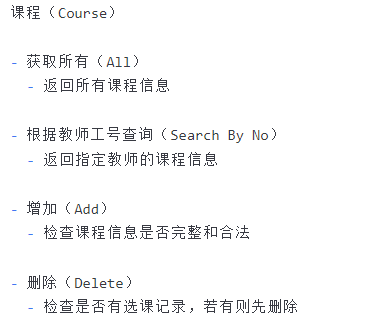 课程（Course）
- 获取所有（All）
- 返回所有课程信息
- 根据教师工号查询（Search By No）
- 返回指定教师的课程信息
- 增加（Add）
- 检查课程信息是否完整和合法
- 删除（Delete）
- 检查是否有选课记录，若有则先删除